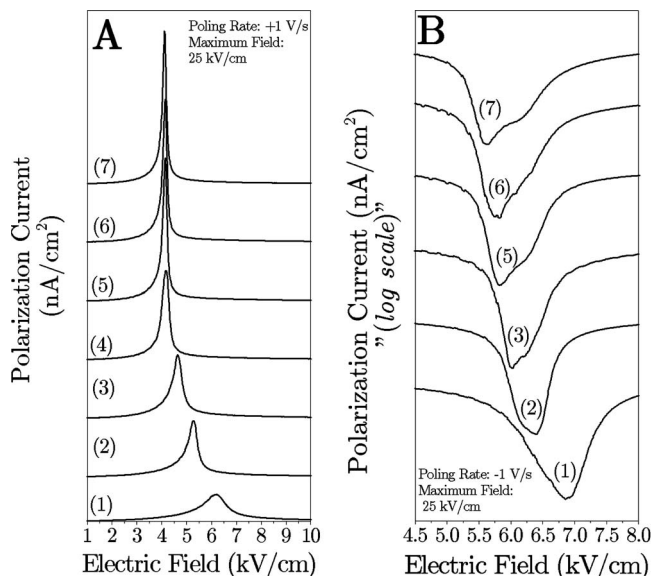 A
Poling Rate: +1 V/s
Maximum Field:
25 kV/cm
(7)
(6)
(5)
(4)
(3)
(2)
(1)
1 2 3 4 5 6 7 8 9 10
Electric Field (kV/cm)
Polarization Current
(nA/cm²)
B
(7)
(6)
(5)
(3)
(2)
(1)
Poling Rate: -1 V/s
Maximum Field:
25 kV/cm
4.5 5.0 5.5 6.0 6.5 7.0 7.5 8.0
Electric Field (kV/cm)
Polarization Current (nA/cm²)
"(log scale)"